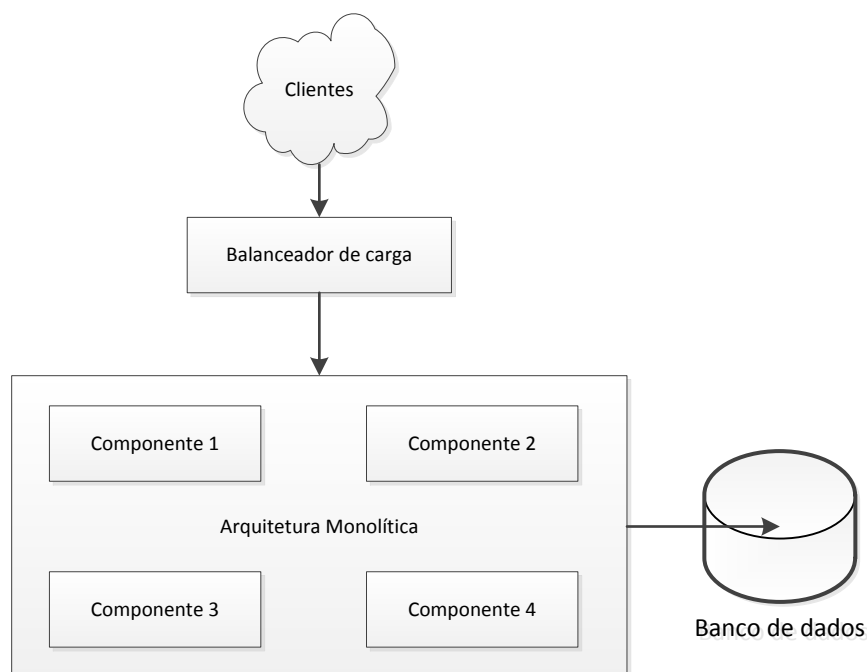 Clientes
Balanceador de carga
Componente 1
Componente 2
Arquitetura Monolítica
Componente 3
Componente 4
Banco de dados